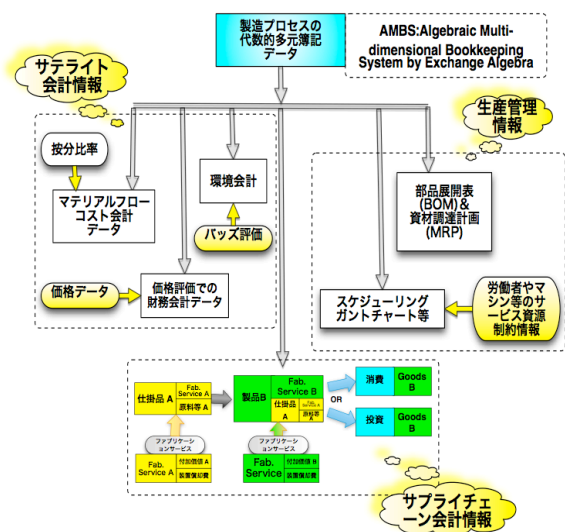 製造プロセスの
代数的多元簿記
データ
AMBS:Algebraic Multi-
dimensional Bookkeeping
System by Exchange Algebra
サテライト
会計情報
生産管理
情報
按分比率
マテリアルフロー
コスト会計
データ
環境会計
バッズ評価
価格データ
価格評価での
財務会計データ
部品展開表
(BOM)&
資材調達計画
(MRP)
スケジューリング
ガントチャート等
労働者やマ
シン等のサ
ービス資源
制約情報
仕掛品 A
Fab.
Service A
原料等 A
製品B
Fab.
Service B
仕掛品
A
Fab.
Service A
原料等
A
OR
消費
Goods
B
投資
Goods
B
ファブリケーシ
ョンサービス
ファブリケーシ
ョンサービス
Fab.
Service A
付加価値 A
装置償却費
Fab.
Service
付加価値 B
装置償却費
サプライチェ
ーン会計情報